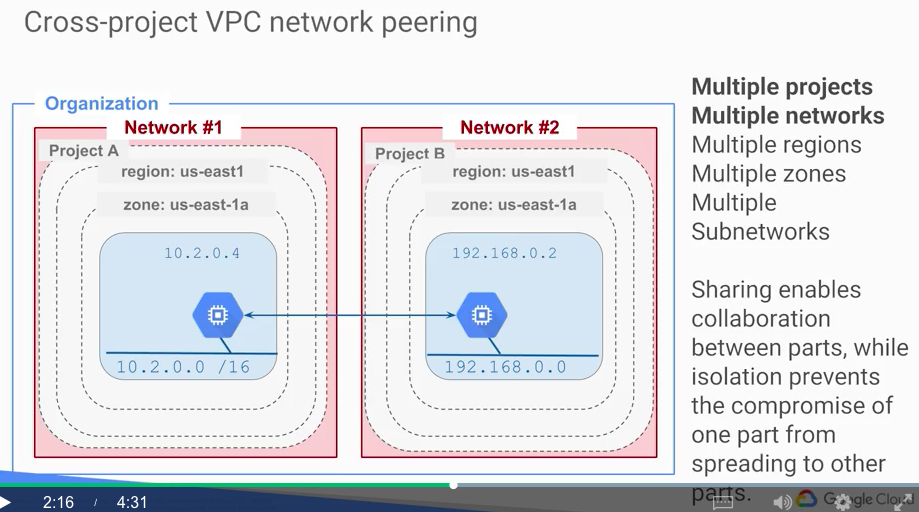 Cross-project VPC network peering
Organization
Network #1
Project A
region: us-east1
zone: us-east-1a
10.2.0.4
10.2.0.0 /16
Network #2
Project B
region: us-east1
zone: us-east-1a
192.168.0.2
192.168.0.0
Multiple projects
Multiple networks
Multiple regions
Multiple zones
Multiple
Subnetworks
Sharing enables
collaboration
between parts, while
isolation prevents
the compromise of
one part from
spreading to other
parts.
2:16 / 4:31
Google Cloud